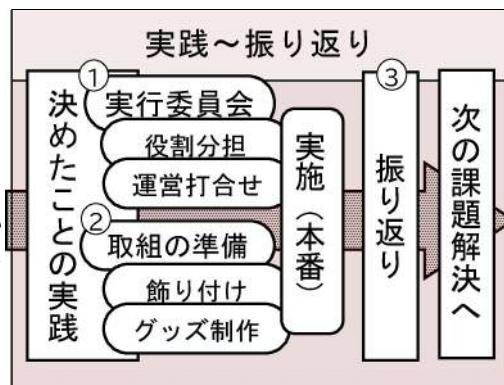 実践～振り返り
決めたことの実践
①
実行委員会
役割分担
運営打合せ
②
取組の準備
飾り付け
グッズ制作
実施（本番）
③
振り返り
次の課題解決へ